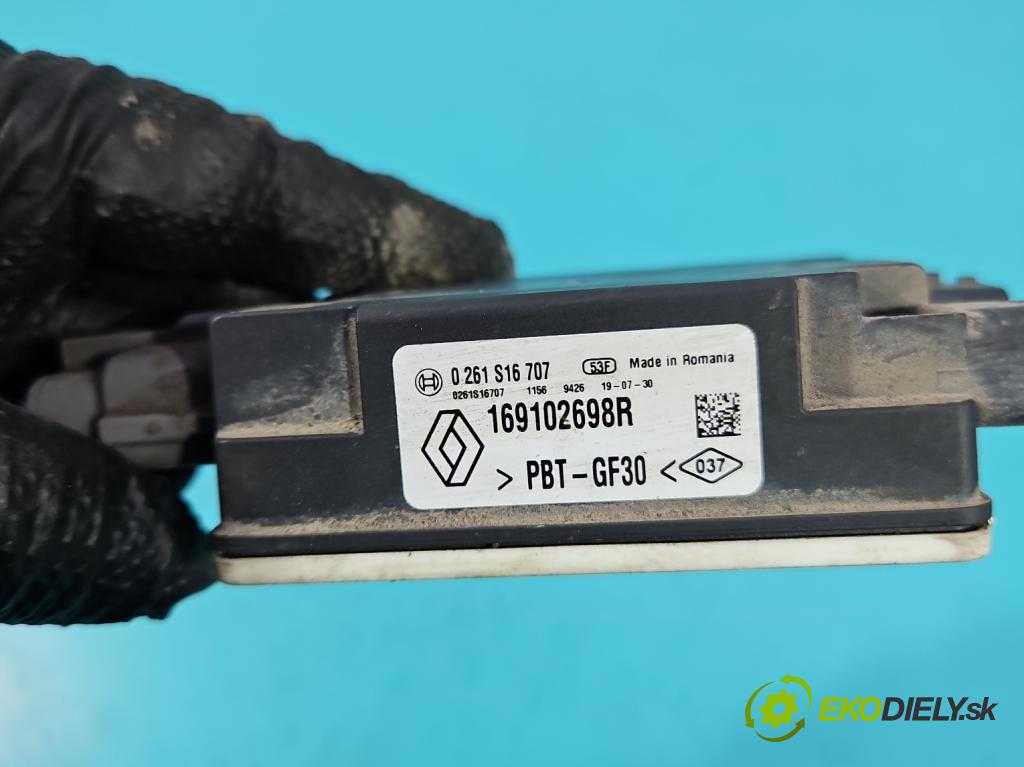 0 261 S16 707 53F Made in Romania
0261S16707 1156 9426 19-07-30
169102698R
>PBT-GF30< 037
EKODIELY.sk